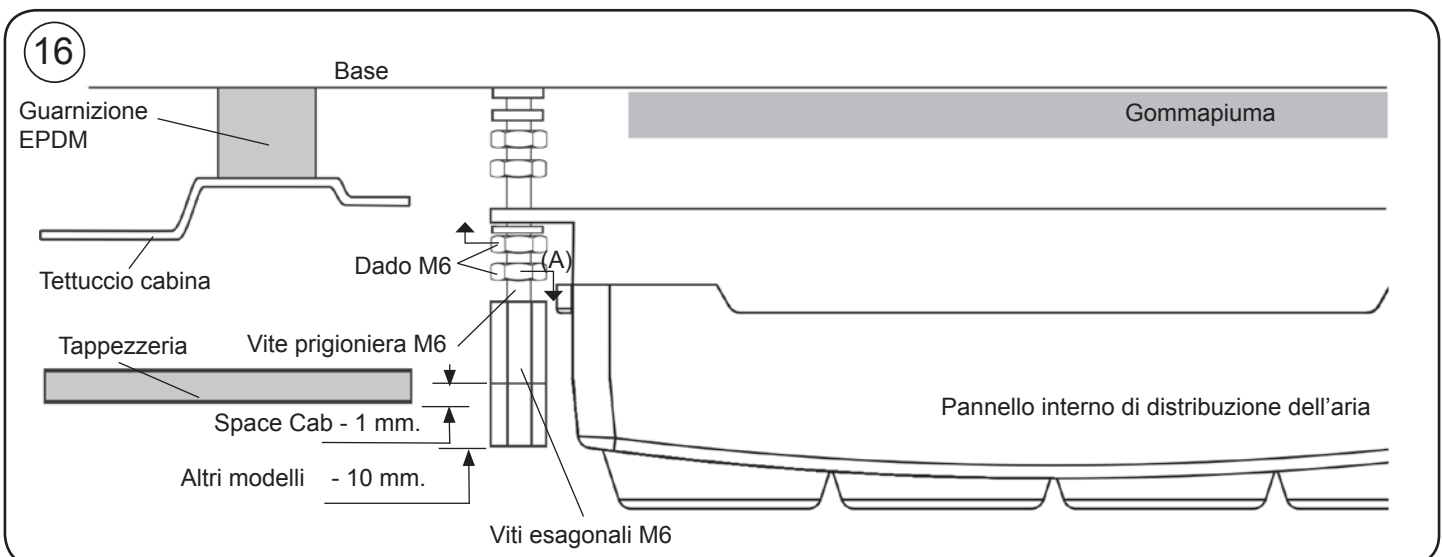 16
Base
Guarnizione
EPDM
Gommapiuma
Tettuccio cabina
Dado M6
(A)
Tappezzeria
Vite prigioniera M6
Space Cab - 1 mm.
Pannello interno di distribuzione dell'aria
Altri modelli - 10 mm.
Viti esagonali M6